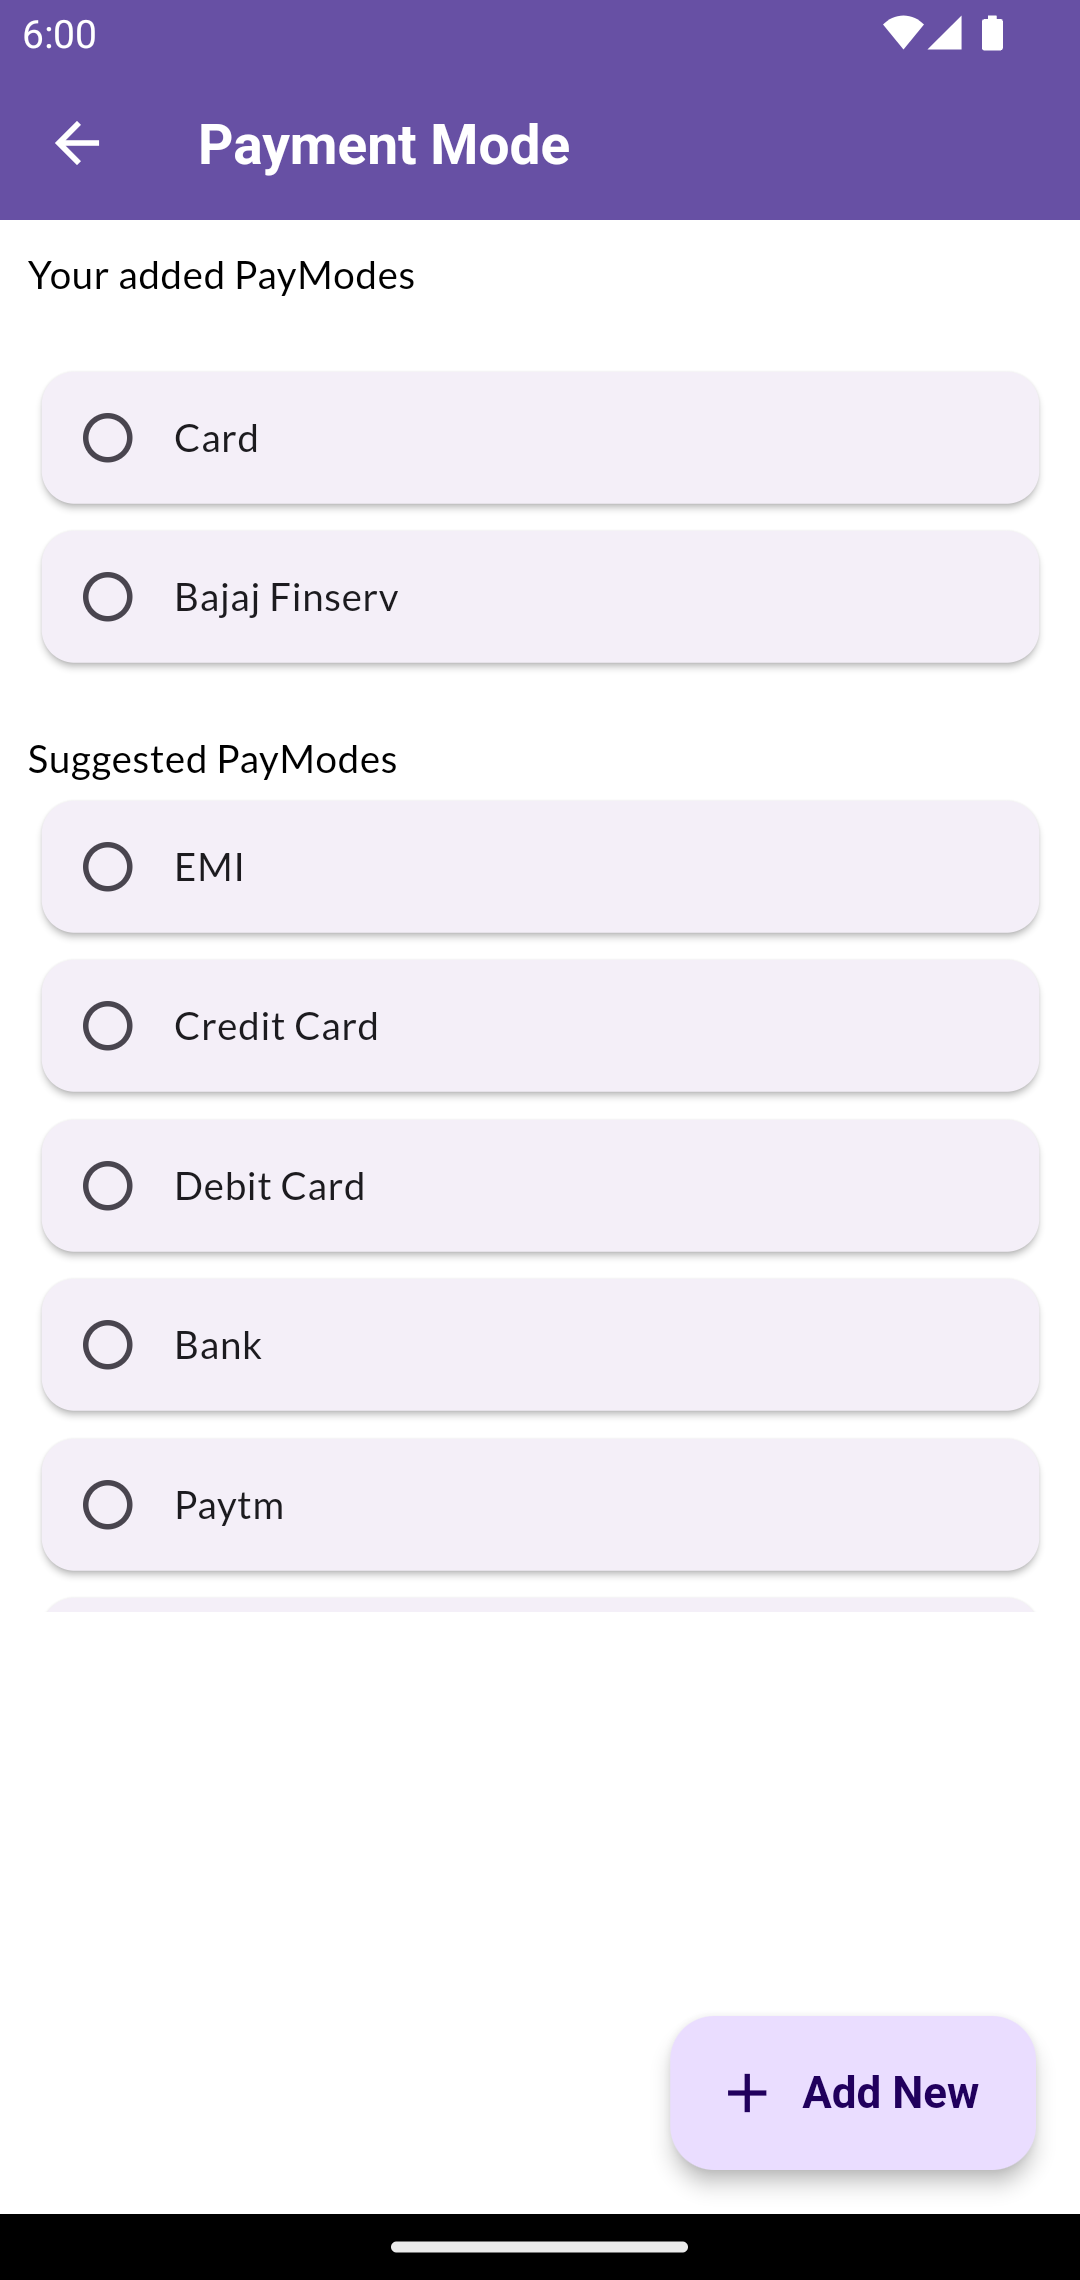 6:00
Payment Mode
Your added PayModes
Card
Bajaj Finserv
Suggested PayModes
EMI
Credit Card
Debit Card
Bank
Paytm
Add New